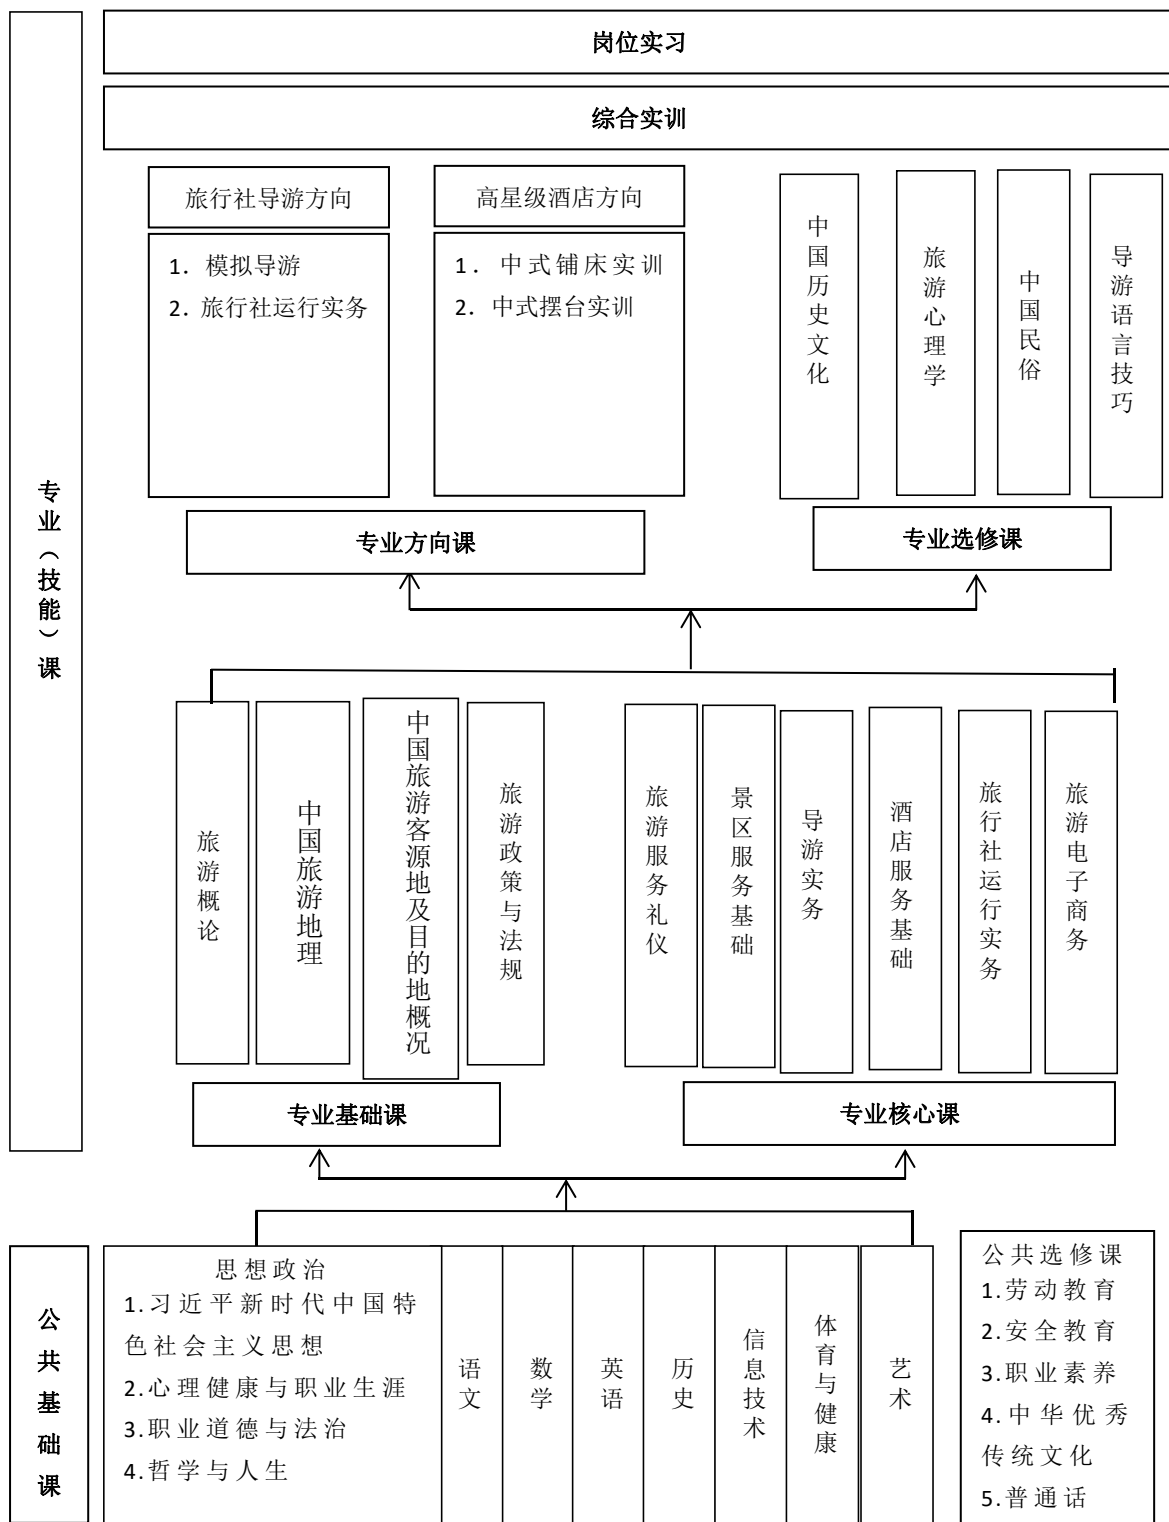 岗位实习
综合实训
旅行社导游方向
1. 模拟导游
2. 旅行社运行实务
高星级酒店方向
1. 中式铺床实训
2. 中式摆台实训
中国历史文化
旅游心理学
中国民俗
导游语言技巧
专业方向课
专业选修课
专业（技能）课
旅游概论
中国旅游地理
中国旅游客源地及目的地概况
旅游政策与法规
旅游服务礼仪
景区服务基础
导游实务
酒店服务基础
旅行社运行实务
旅游电子商务
专业基础课
专业核心课
公共基础课
思想政治
1.习近平新时代中国特
色社会主义思想
2.心理健康与职业生涯
3.职业道德与法治
4.哲学与人生
语文
数学
英语
历史
信息技术
体育与健康
艺术
公共选修课
1.劳动教育
2.安全教育
3.职业素养
4.中华优秀
传统文化
5.普通话